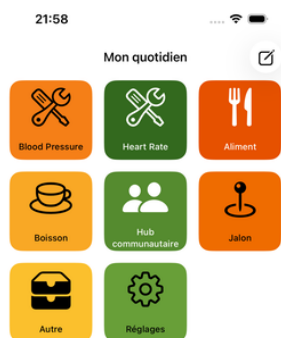 21:58
Mon quotidien
Blood Pressure
Heart Rate
Aliment
Boisson
Hub
communautaire
Jalon
Autre
Réglages